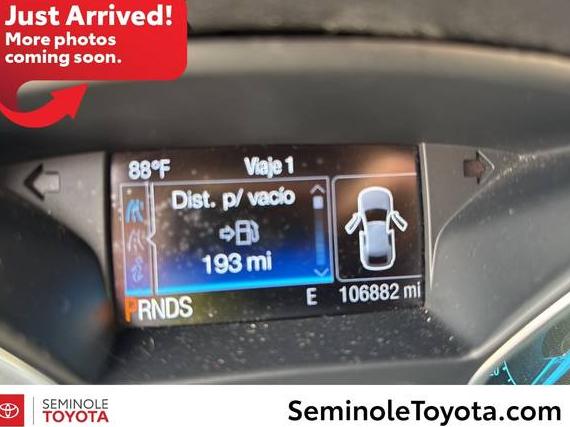 Just Arrived!
More photos
coming soon.
88°F Viaje 1
Dist. p/ vacío
193 mi
PRNDS E 106882 mi
SEMINOLE
TOYOTA
SeminoleToyota.com